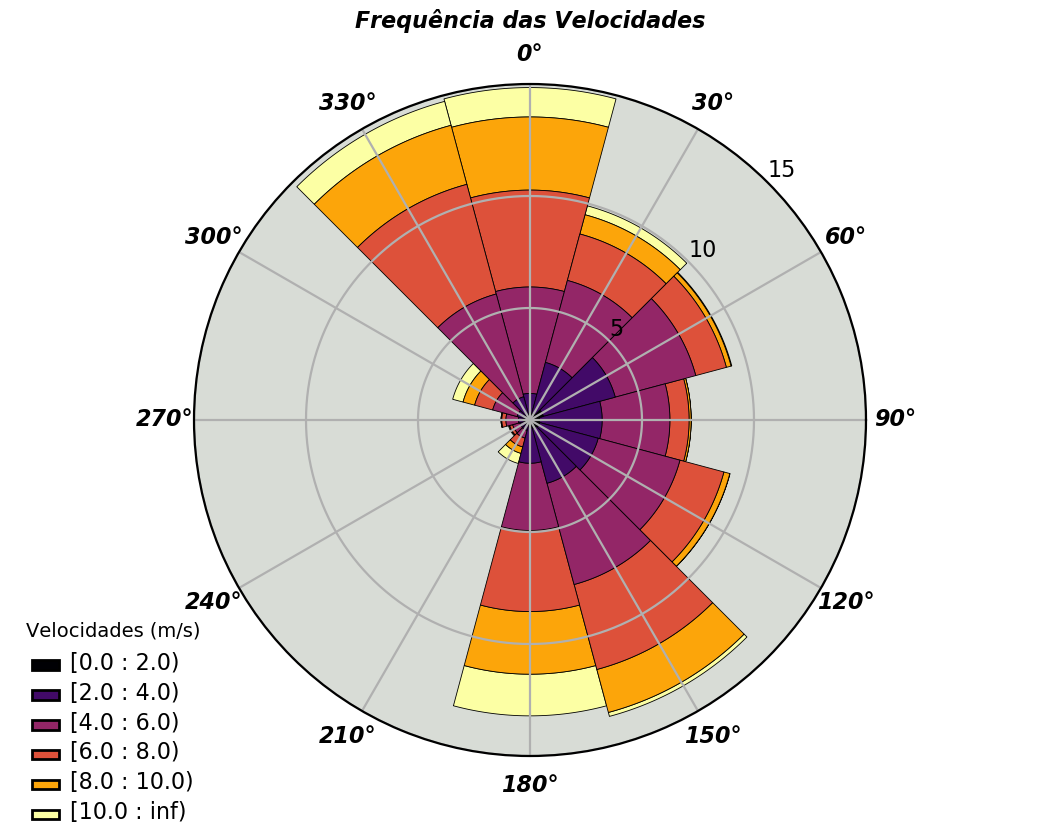 Frequência das Velocidades
0°
330°
30°
15
300°
60°
10
5
270°
90°
240°
120°
210°
150°
180°
Velocidades (m/s)
[0.0 : 2.0)
[2.0 : 4.0)
[4.0 : 6.0)
[6.0 : 8.0)
[8.0 : 10.0)
[10.0 : inf)